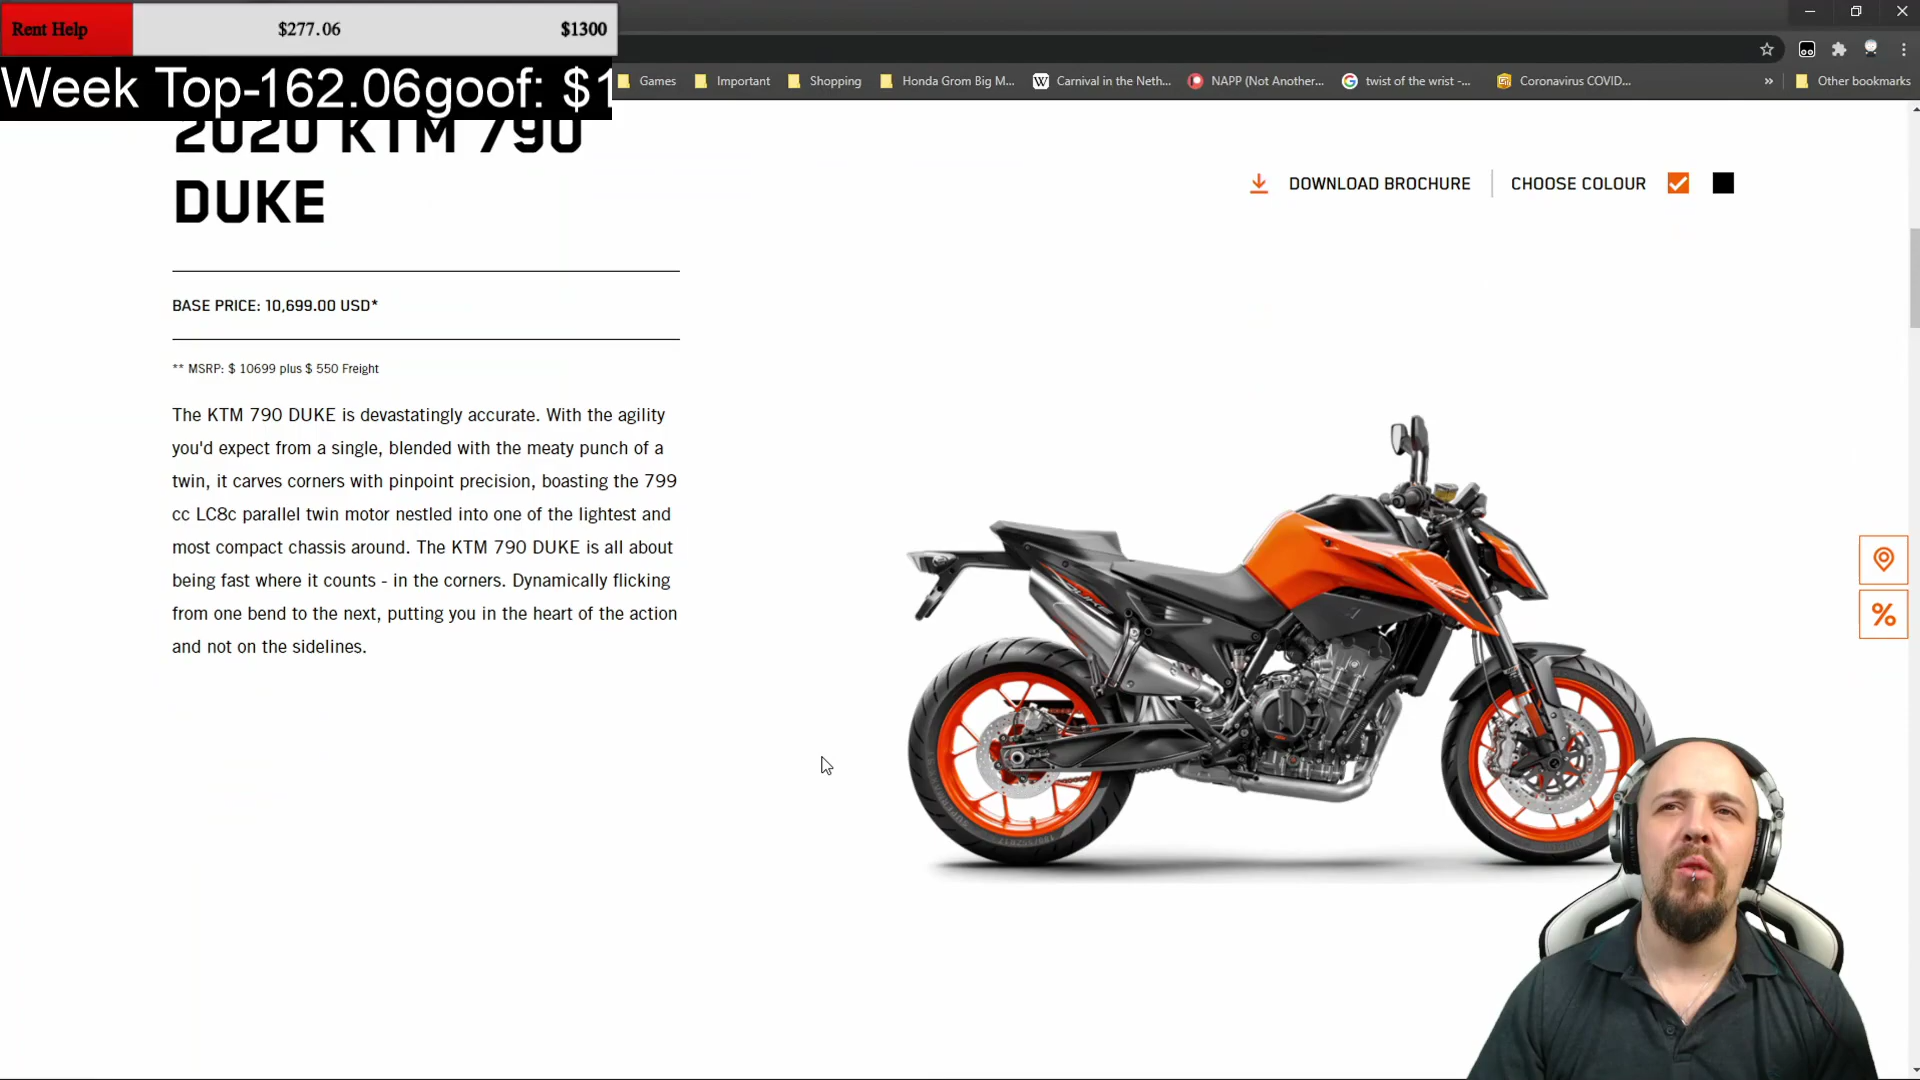 Rent Help $277.06 $1300
Week Top-162.06goof: $1
Games Important Shopping Honda Grom Big M... Carnival in the Neth... NAPP (Not Another... twist of the wrist -... Coronavirus COVID... » Other bookmarks
2020 KTM 790
DUKE
DOWNLOAD BROCHURE CHOOSE COLOUR
BASE PRICE: 10,699.00 USD*
** MSRP: $ 10699 plus $ 550 Freight
The KTM 790 DUKE is devastatingly accurate. With the agility
you'd expect from a single, blended with the meaty punch of a
twin, it carves corners with pinpoint precision, boasting the 799
cc LC8c parallel twin motor nestled into one of the lightest and
most compact chassis around. The KTM 790 DUKE is all about
being fast where it counts - in the corners. Dynamically flicking
from one bend to the next, putting you in the heart of the action
and not on the sidelines.
DUKE
790
%